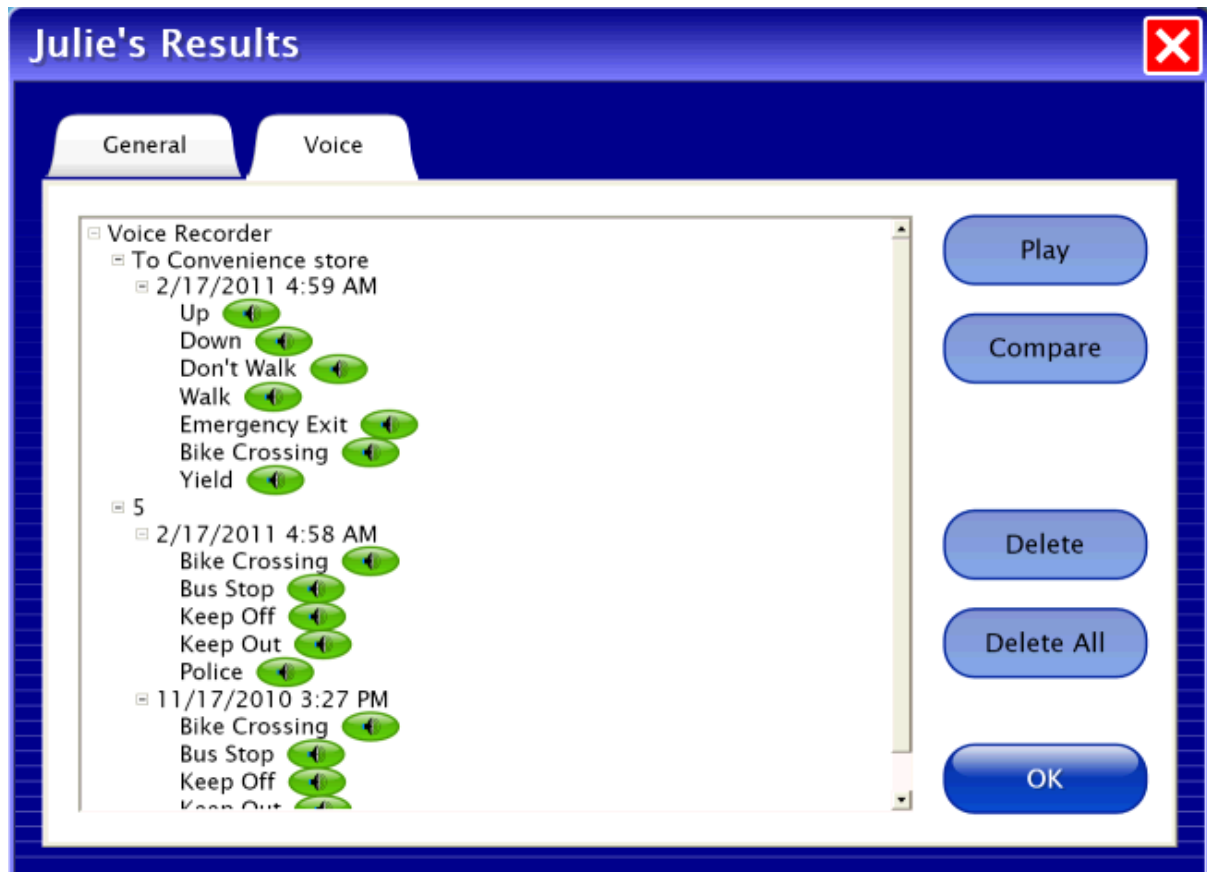 Julie's Results
General
Voice
Voice Recorder
To Convenience store
2/17/2011 4:59 AM
Up
Down
Don't Walk
Walk
Emergency Exit
Bike Crossing
Yield
5
2/17/2011 4:58 AM
Bike Crossing
Bus Stop
Keep Off
Keep Out
Police
11/17/2010 3:27 PM
Bike Crossing
Bus Stop
Keep Off
Keep Out
Play
Compare
Delete
Delete All
OK